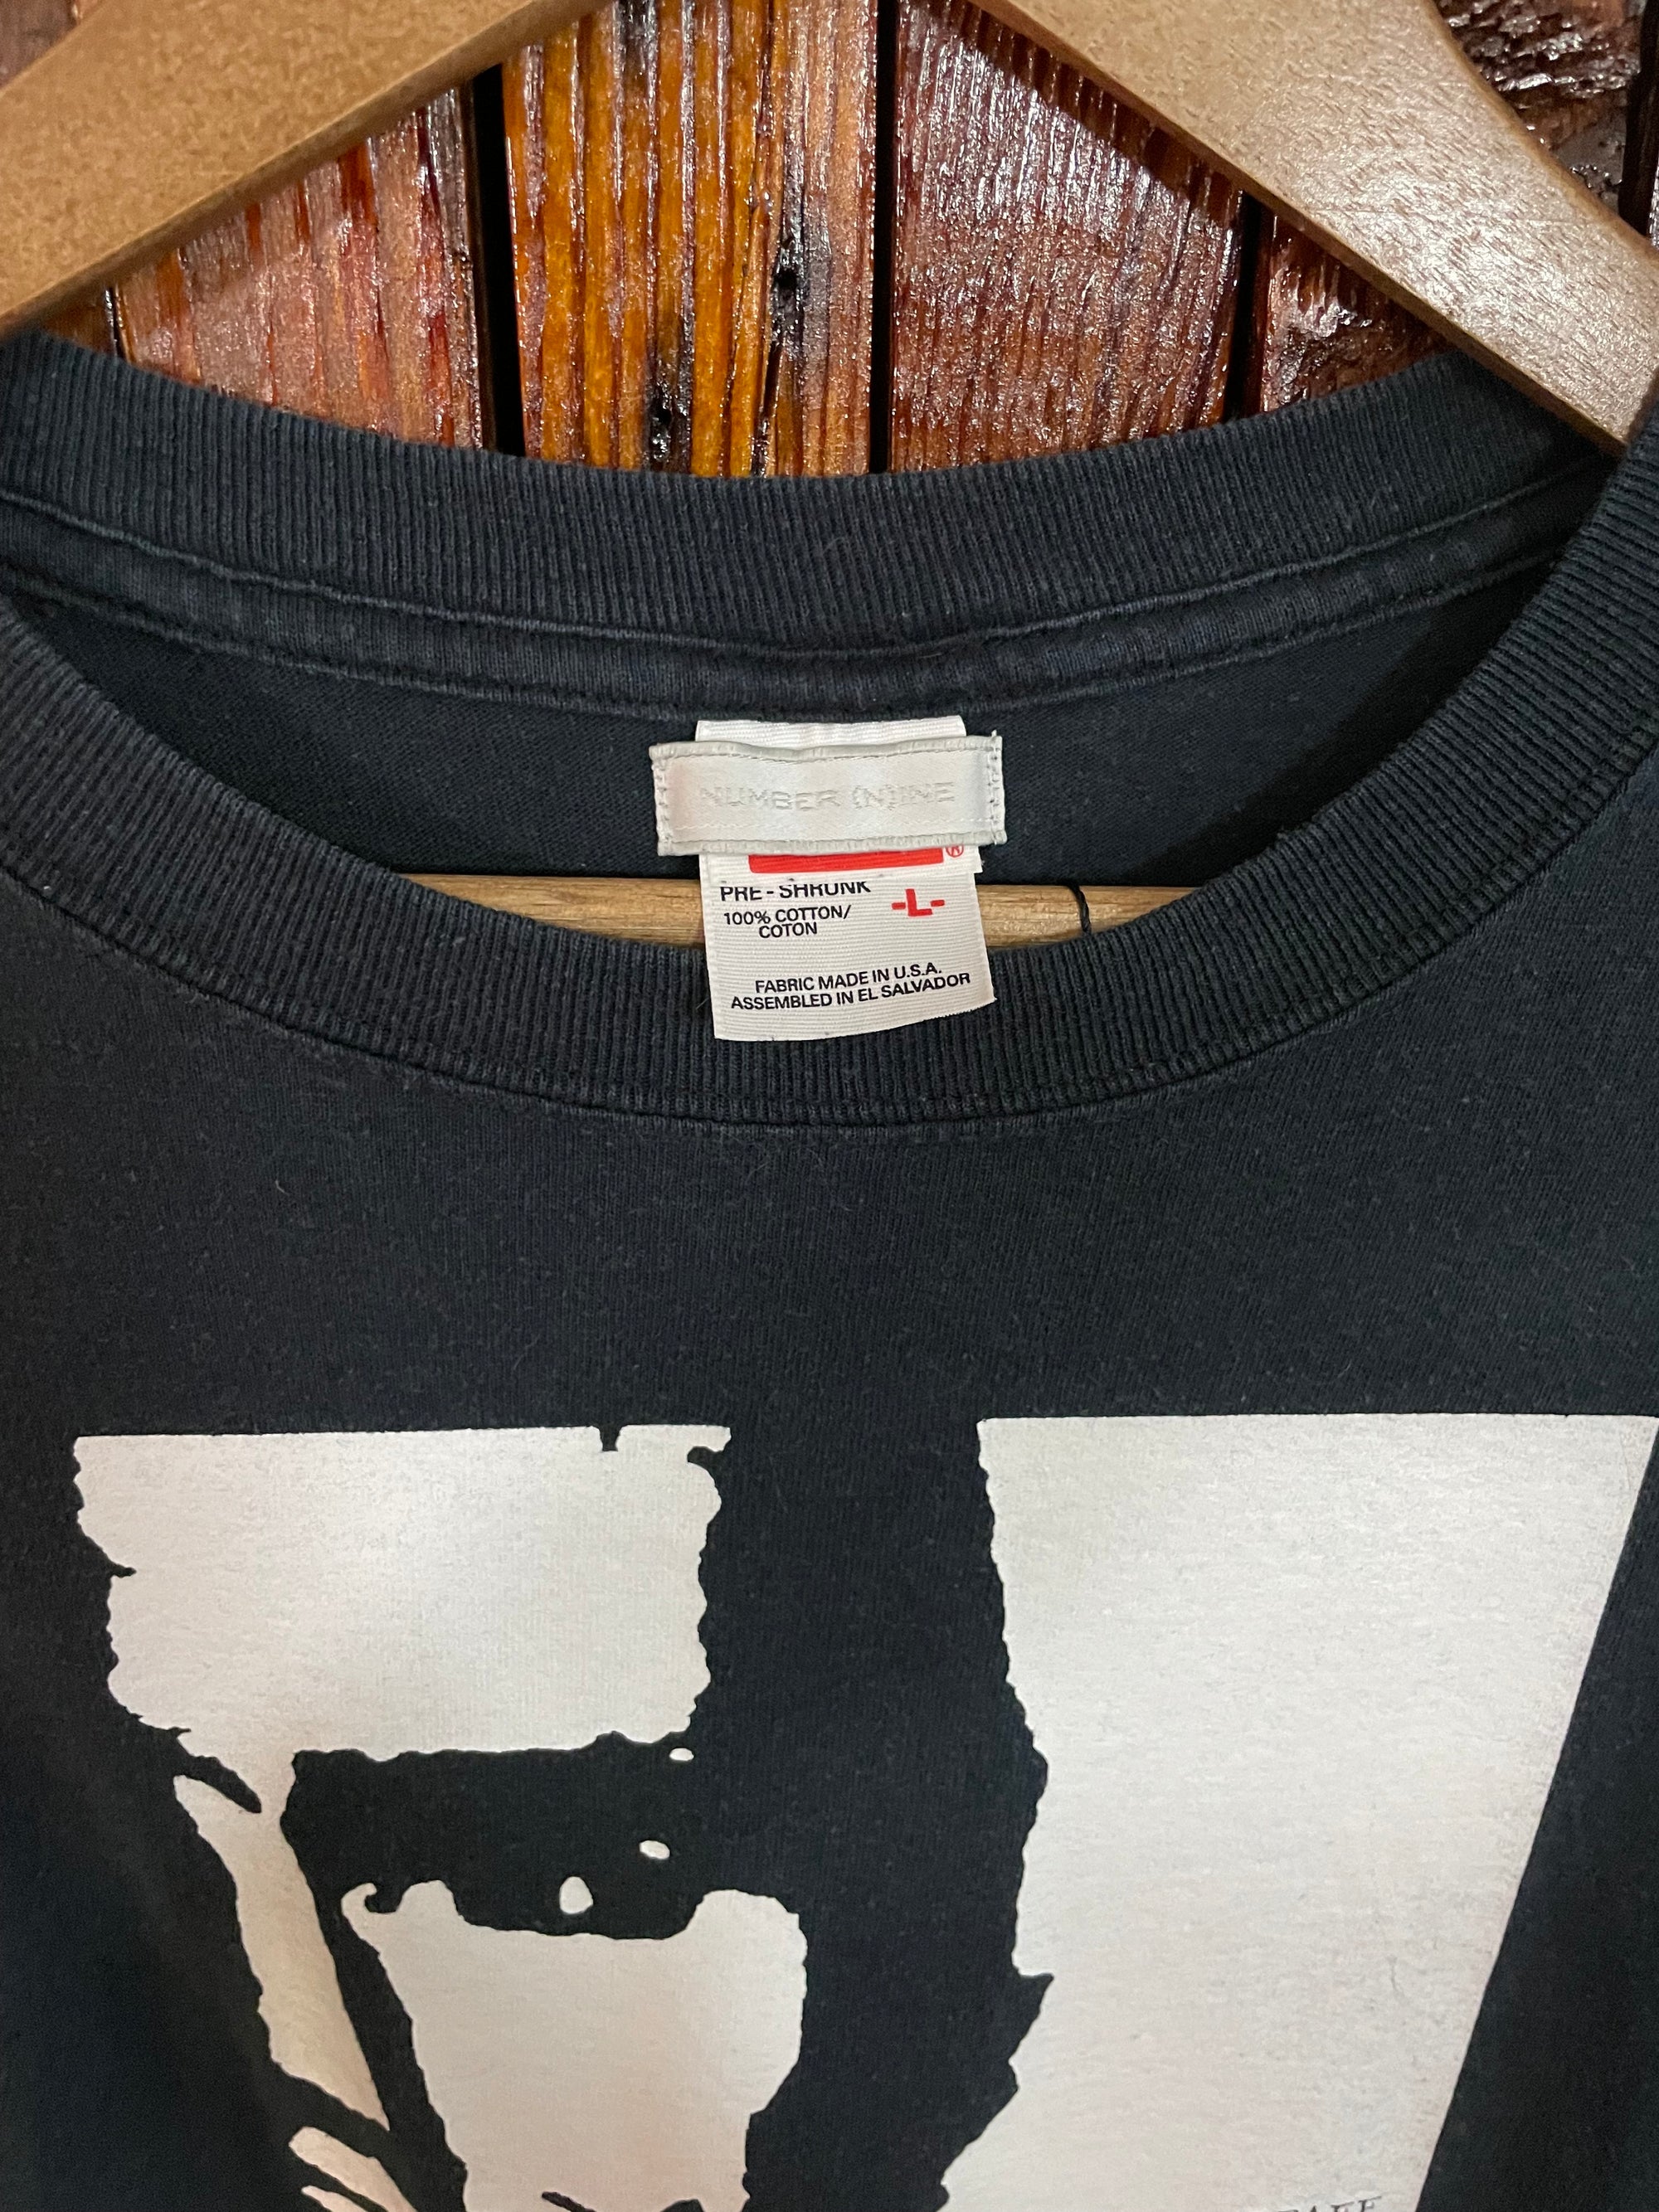 NUMBER (N)INE
®
PRE-SHRUNK
-L-
100% COTTON/
COTON
FABRIC MADE IN U.S.A.
ASSEMBLED IN EL SALVADOR